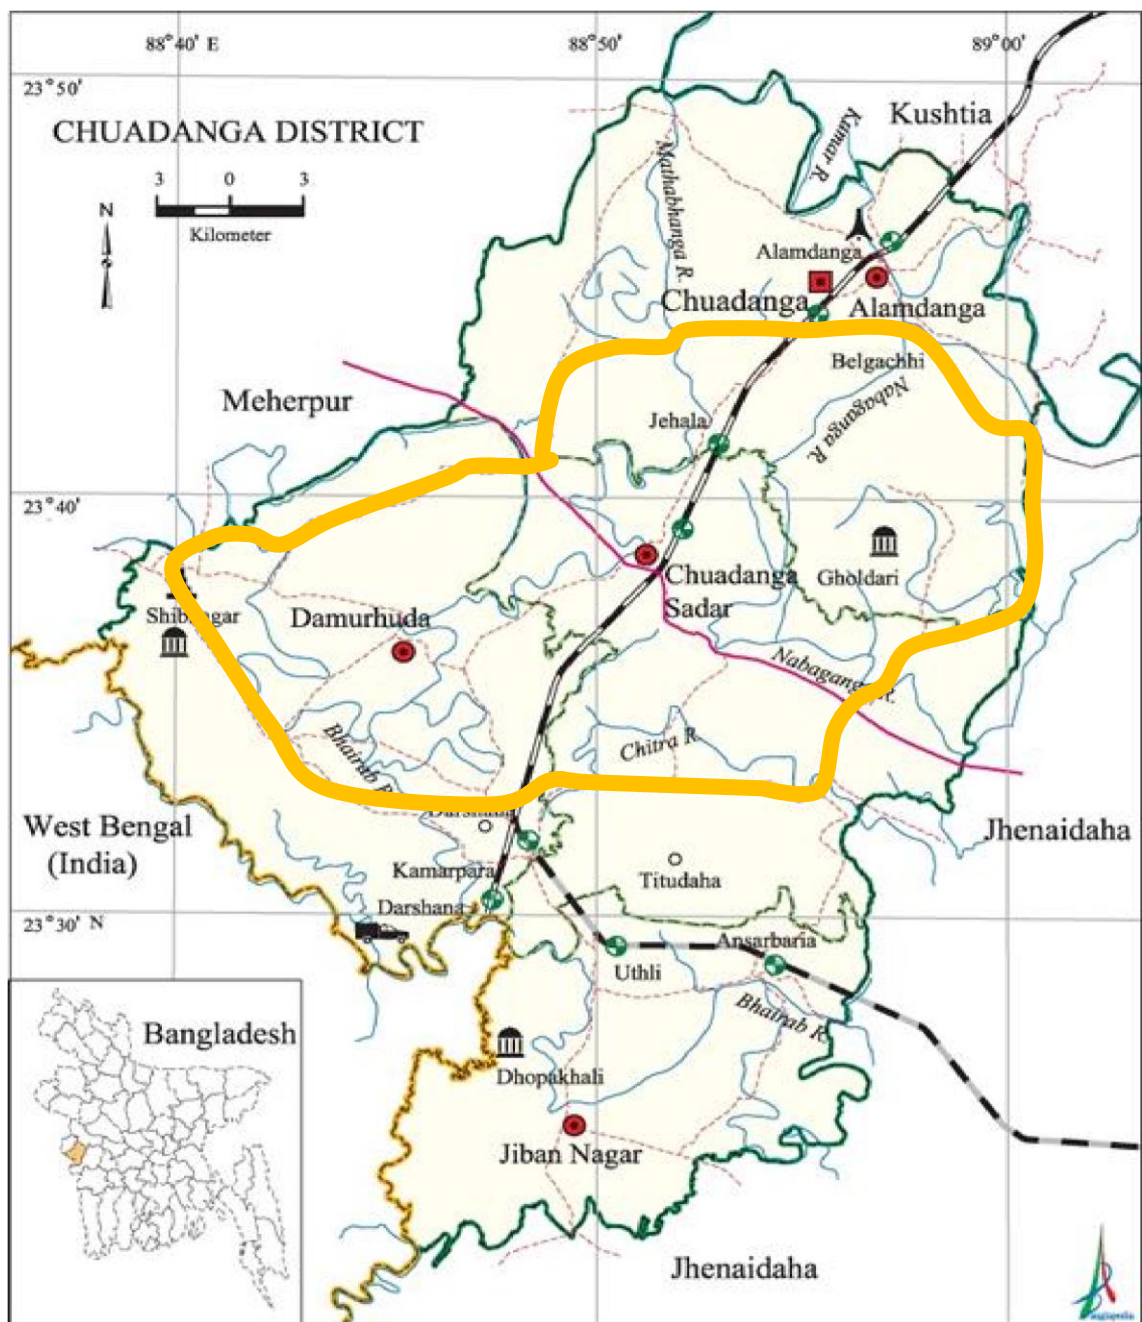 88°40' E
88°50'
89°00'
23°50'
Kushtia
CHUADANGA DISTRICT
3 0 3
Kilometer
N
Kumar R.
Mathabhanga R.
Alamdanga
Chuadanga
Alamdanga
Belgachhi
Meherpur
Nabaganga R.
Jehala
23°40'
Chuadanga
Sadar
Gholdari
Shibnagar
Damurhuda
Nabaganga R.
Bhairab R.
Chitra R.
West Bengal
(India)
Darshana
Jhenaidaha
Kamarpara
Titudaha
Darshana
23°30' N
Ansarbaria
Uthli
Bhairab R.
Bangladesh
Dhopakhali
Jiban Nagar
Jhenaidaha